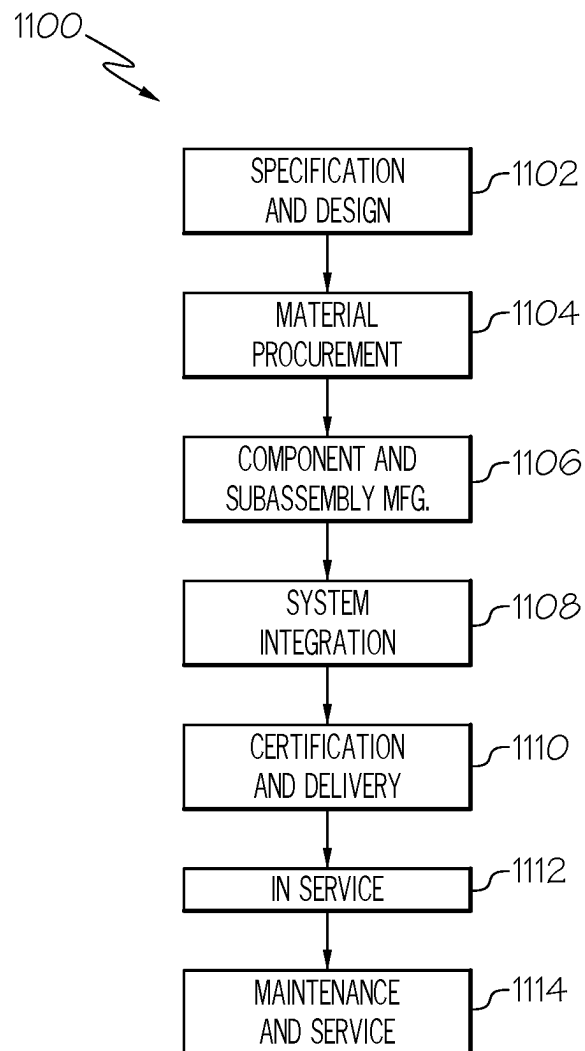 1100
SPECIFICATION
AND DESIGN
1102
MATERIAL
PROCUREMENT
1104
COMPONENT AND
SUBASSEMBLY MFG.
1106
SYSTEM
INTEGRATION
1108
CERTIFICATION
AND DELIVERY
1110
IN SERVICE
1112
MAINTENANCE
AND SERVICE
1114